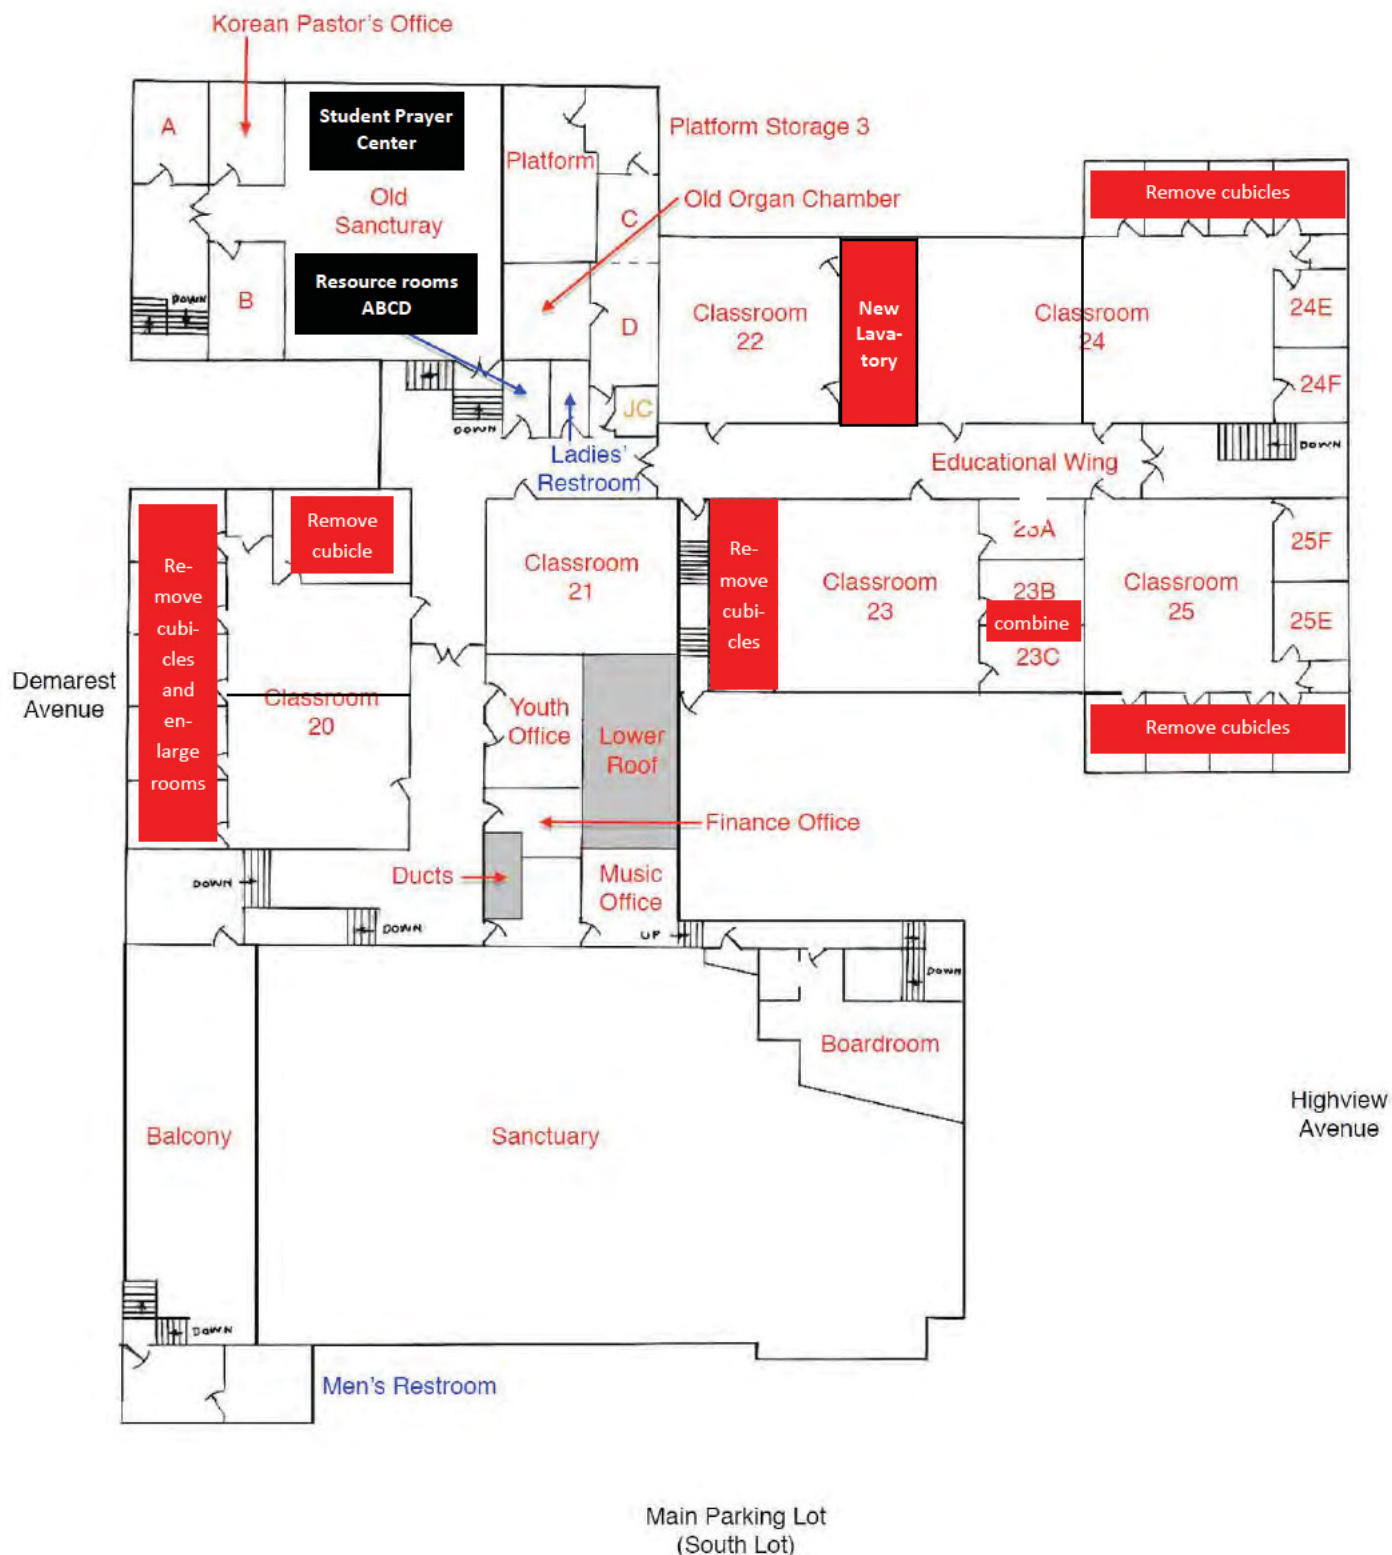 Korean Pastor's Office
A
Student Prayer
Center
Platform
Platform Storage 3
Old
Sancturay
C
Old Organ Chamber
Remove cubicles
DOWN
B
Resource rooms
ABCD
D
Classroom
22
New
Lava-
tory
Classroom
24
24E
24F
JC
DOWN
Ladies'
Restroom
Educational Wing
DOWN
Re-
move
cubi-
cles
and
en-
large
rooms
Remove
cubicle
Classroom
21
Re-
move
cubi-
cles
Classroom
23
23A
23B
combine
23C
Classroom
25
25F
25E
Demarest
Avenue
Classroom
20
Youth
Office
Lower
Roof
Remove cubicles
Finance Office
Ducts
Music
Office
DOWN
DOWN
UP
DOWN
Boardroom
Balcony
Sanctuary
Highview
Avenue
DOWN
Men's Restroom
Main Parking Lot
(South Lot)